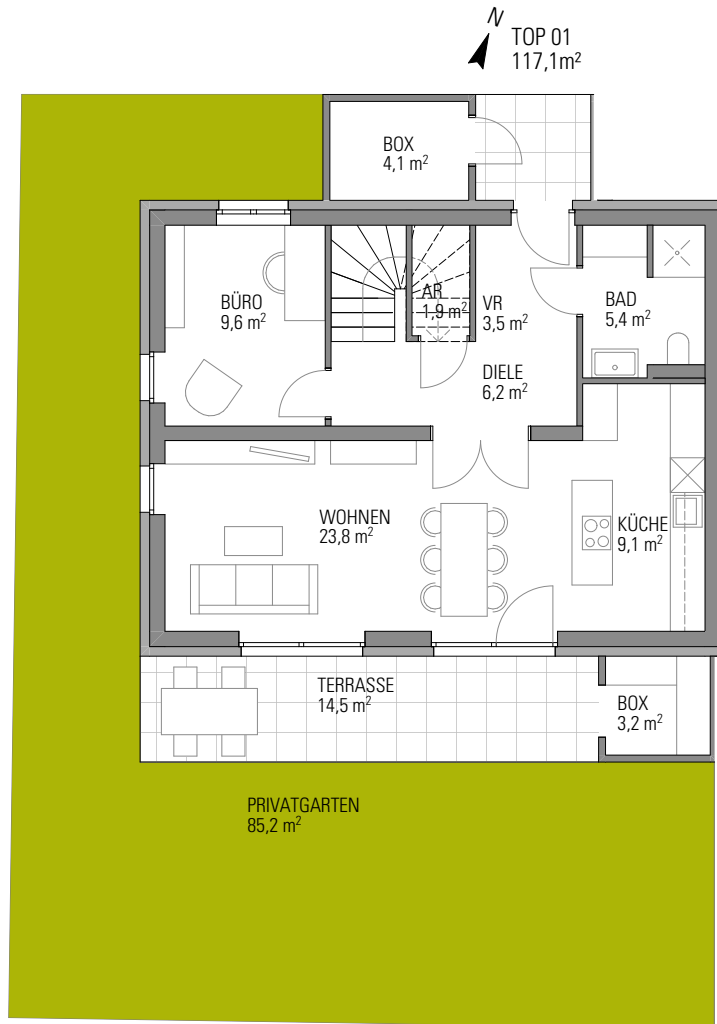 N
TOP 01
117,1m²
BOX
4,1 m²
BÜRO
9,6 m²
AR
1,9 m²
VR
3,5 m²
BAD
5,4 m²
DIELE
6,2 m²
WOHNEN
23,8 m²
KÜCHE
9,1 m²
TERRASSE
14,5 m²
BOX
3,2 m²
PRIVATGARTEN
85,2 m²